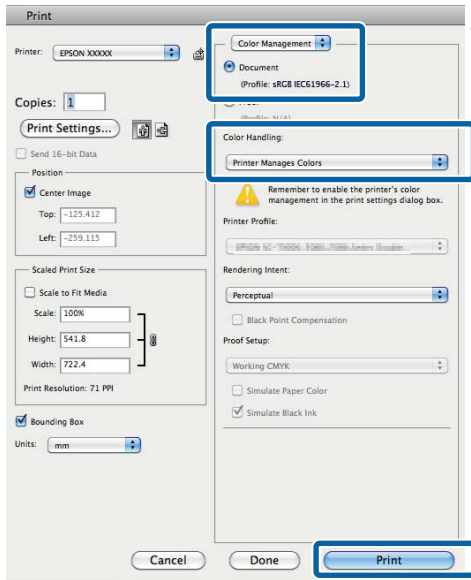 Print
Printer: EPSON XXXXX
Copies: 1
Print Settings...
Send 16-bit Data
Position
Center Image
Top: -125.412
Left: -259.115
Scaled Print Size
Scale to Fit Media
Scale: 100%
Height: 541.8
Width: 722.4
Print Resolution: 71 PPI
Bounding Box
Units: mm
Color Management
Document
(Profile: sRGB IEC61966-2.1)
(Profile: N/A)
Color Handling:
Printer Manages Colors
Remember to enable the printer's color
management in the print settings dialog box.
Printer Profile:
Rendering Intent:
Perceptual
Black Point Compensation
Proof Setup:
Working CMYK
Simulate Paper Color
Simulate Black Ink
Cancel
Done
Print